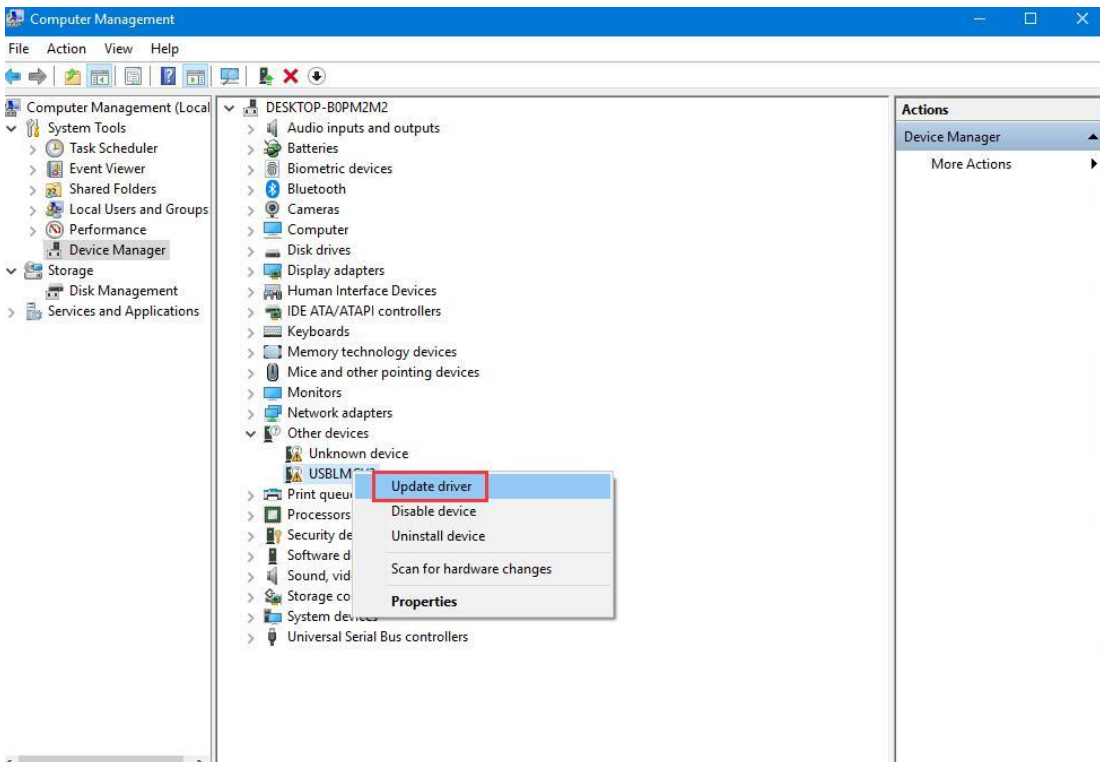 Computer Management
File Action View Help
Computer Management (Local
System Tools
Task Scheduler
Event Viewer
Shared Folders
Local Users and Groups
Performance
Device Manager
Storage
Disk Management
Services and Applications
DESKTOP-B0PM2M2
Audio inputs and outputs
Batteries
Biometric devices
Bluetooth
Cameras
Computer
Disk drives
Display adapters
Human Interface Devices
IDE ATA/ATAPI controllers
Keyboards
Memory technology devices
Mice and other pointing devices
Monitors
Network adapters
Other devices
Unknown device
Print
Processors
Security
Software
Sound, vid
Storage
System
Universal Serial Bus controllers
Update driver
Disable device
Uninstall device
Scan for hardware changes
Properties
Actions
Device Manager
More Actions